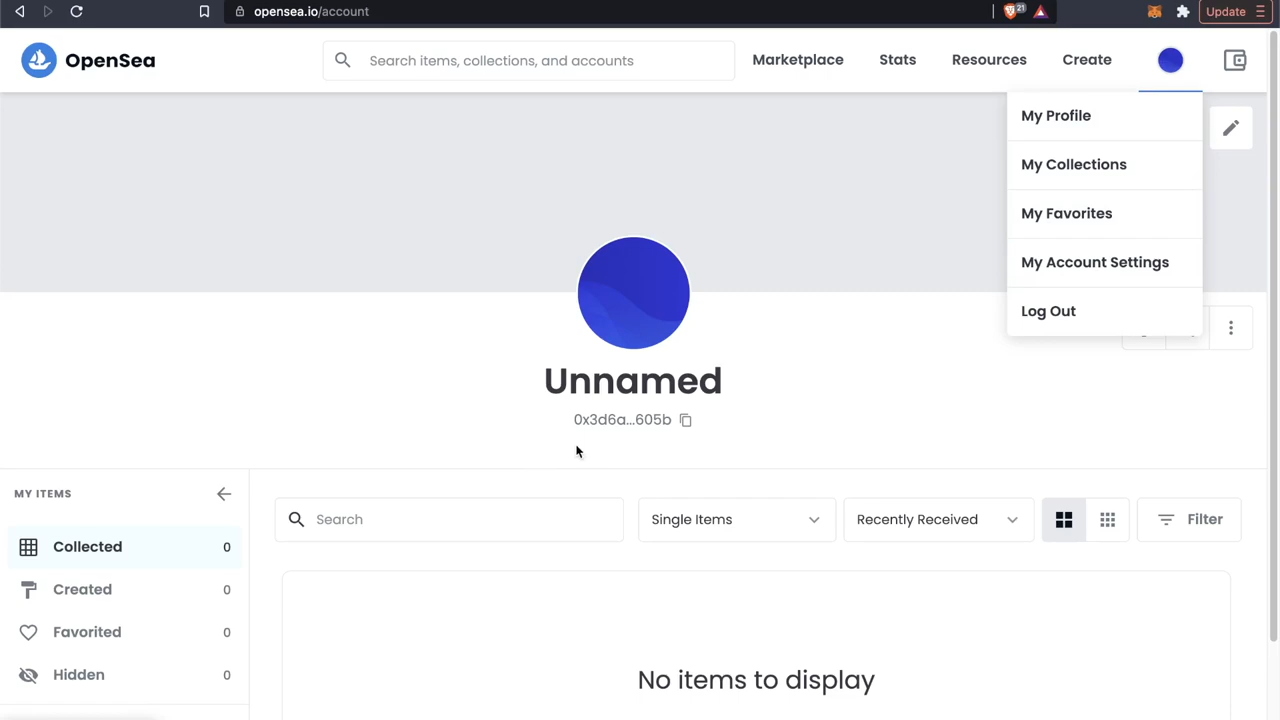 opensea.io/account
21
Update
OpenSea
Search items, collections, and accounts
Marketplace
Stats
Resources
Create
My Profile
My Collections
My Favorites
My Account Settings
Log Out
Unnamed
0x3d6a...605b
MY ITEMS
Collected 0
Created 0
Favorited 0
Hidden 0
Search
Single Items
Recently Received
Filter
No items to display